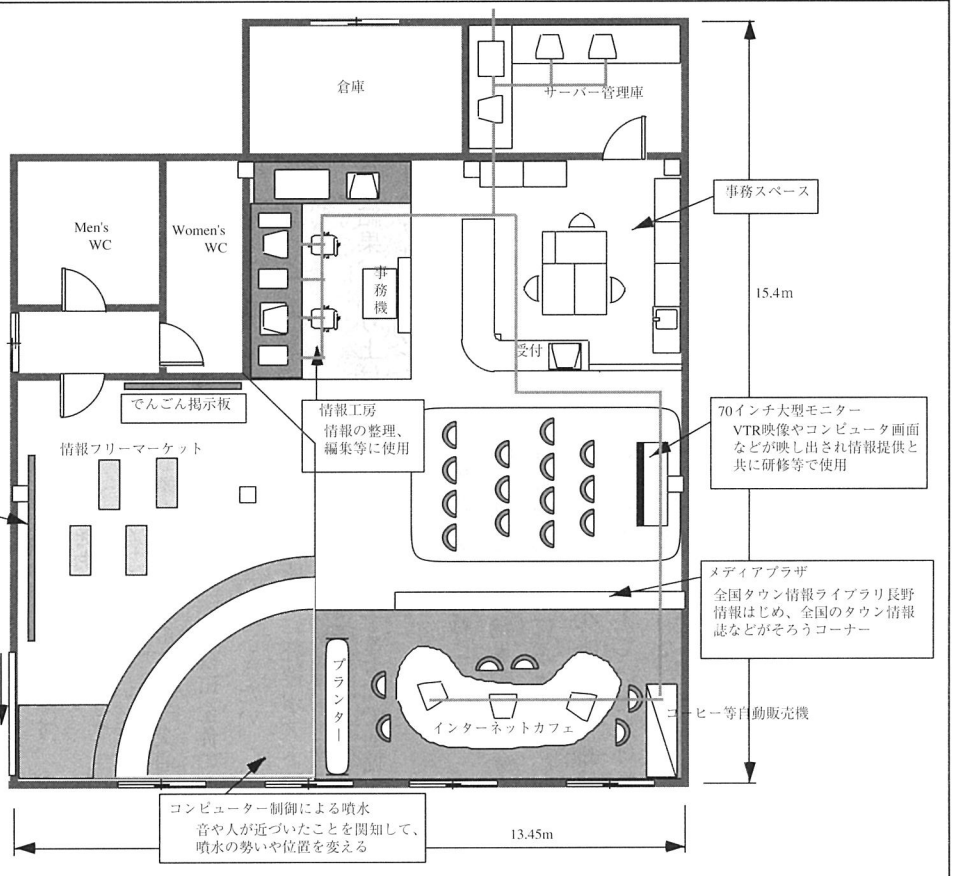 倉庫
サーバー管理庫
事務スペース
Men's
WC
Women's
WC
事務機
15.4m
受付
でんごん掲示板
情報工房
情報の整理、
編集等に使用
70インチ大型モニター
VTR映像やコンピュータ画面
などが映し出され情報提供と
共に研修等で使用
情報フリーマーケット
メディアプラザ
全国タウン情報ライブラリ長野
情報はじめ、全国のタウン情報
誌などがそろうコーナー
プランター
インターネットカフェ
コーヒー等自動販売機
コンピューター制御による噴水
音や人が近づいたことを関知して、
噴水の勢いや位置を変える
13.45m